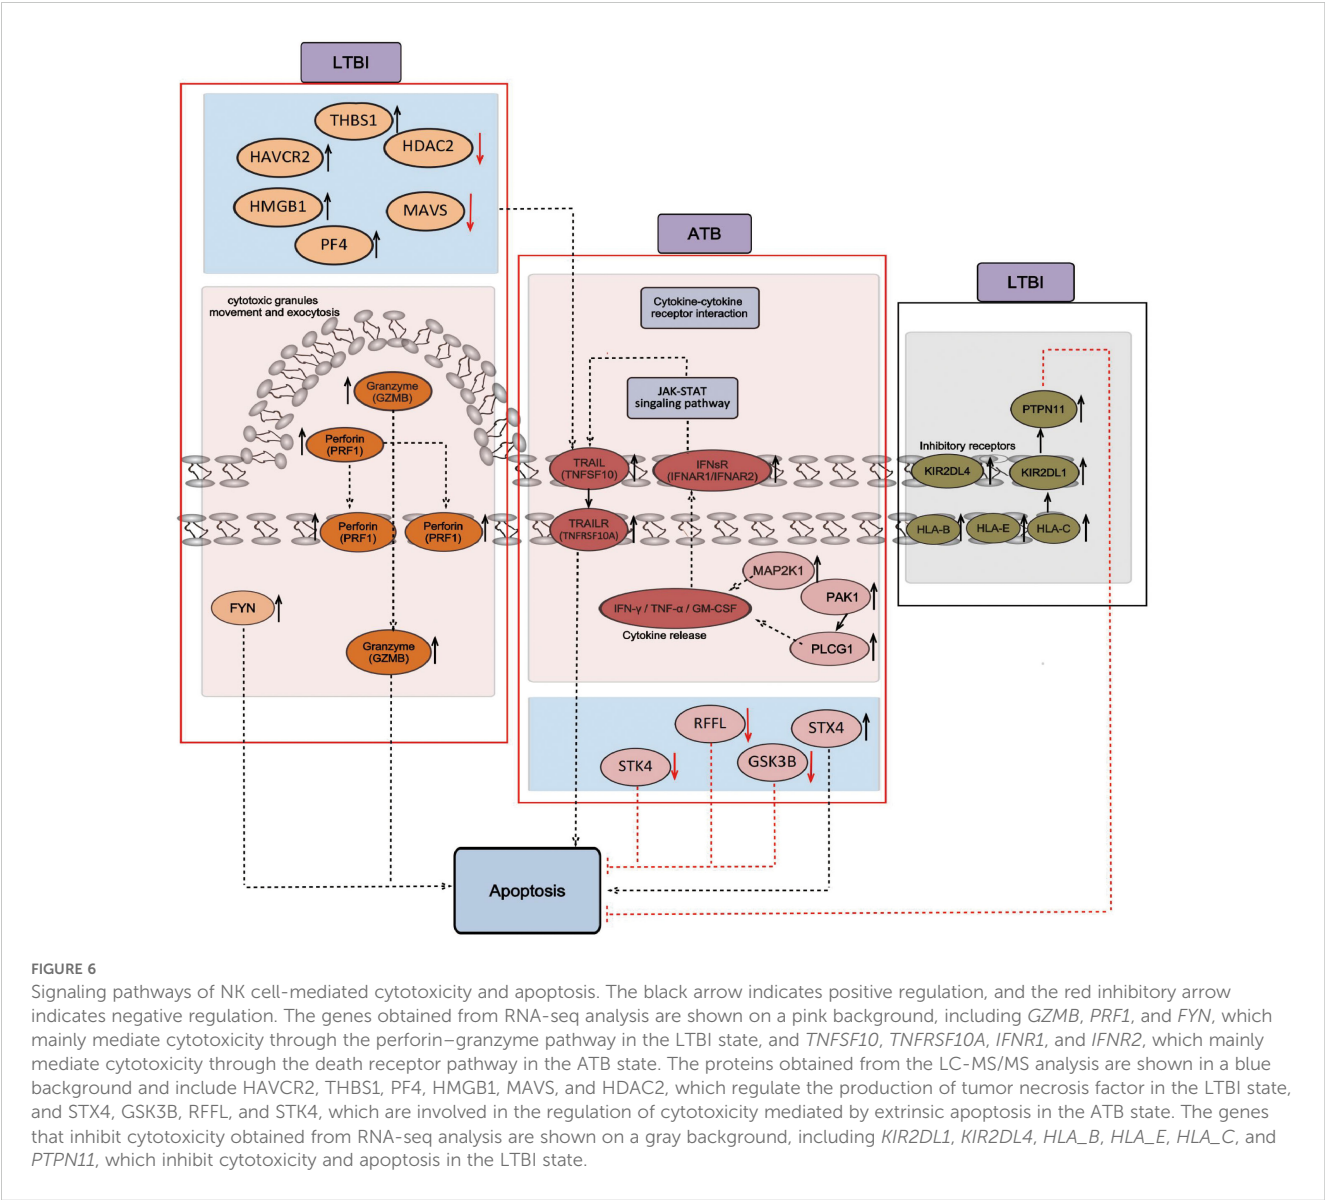 LTBI
THBS1
HDAC2
HAVCR2
HMGB1
MAVS
PF4
cytotoxic granules
movement and exocytosis
Granzyme
(GZMB)
Perforin
(PRF1)
Perforin
(PRF1)
Perforin
(PRF1)
FYN
Granzyme
(GZMB)
ATB
Cytokine-cytokine
receptor interaction
JAK-STAT
singaling pathway
TRAIL
(TNFSF10)
IFNsR
(IFNAR1/IFNAR2)
TRAILR
(TNFRSF10A)
MAP2K1
PAK1
IFN-γ / TNF-α / GM-CSF
Cytokine release
PLCG1
RFFL
STX4
STK4
GSK3B
LTBI
PTPN11
Inhibitory receptors
KIR2DL4
KIR2DL1
HLA-B
HLA-E
HLA-C
Apoptosis
FIGURE 6
Signaling pathways of NK cell-mediated cytotoxicity and apoptosis. The black arrow indicates positive regulation, and the red inhibitory arrow
indicates negative regulation. The genes obtained from RNA-seq analysis are shown on a pink background, including GZMB, PRF1, and FYN, which
mainly mediate cytotoxicity through the perforin–granzyme pathway in the LTBI state, and TNFSF10, TNFRSF10A, IFNR1, and IFNR2, which mainly
mediate cytotoxicity through the death receptor pathway in the ATB state. The proteins obtained from the LC-MS/MS analysis are shown in a blue
background and include HAVCR2, THBS1, PF4, HMGB1, MAVS, and HDAC2, which regulate the production of tumor necrosis factor in the LTBI state,
and STX4, GSK3B, RFFL, and STK4, which are involved in the regulation of cytotoxicity mediated by extrinsic apoptosis in the ATB state. The genes
that inhibit cytotoxicity obtained from RNA-seq analysis are shown on a gray background, including KIR2DL1, KIR2DL4, HLA_B, HLA_E, HLA_C, and
PTPN11, which inhibit cytotoxicity and apoptosis in the LTBI state.